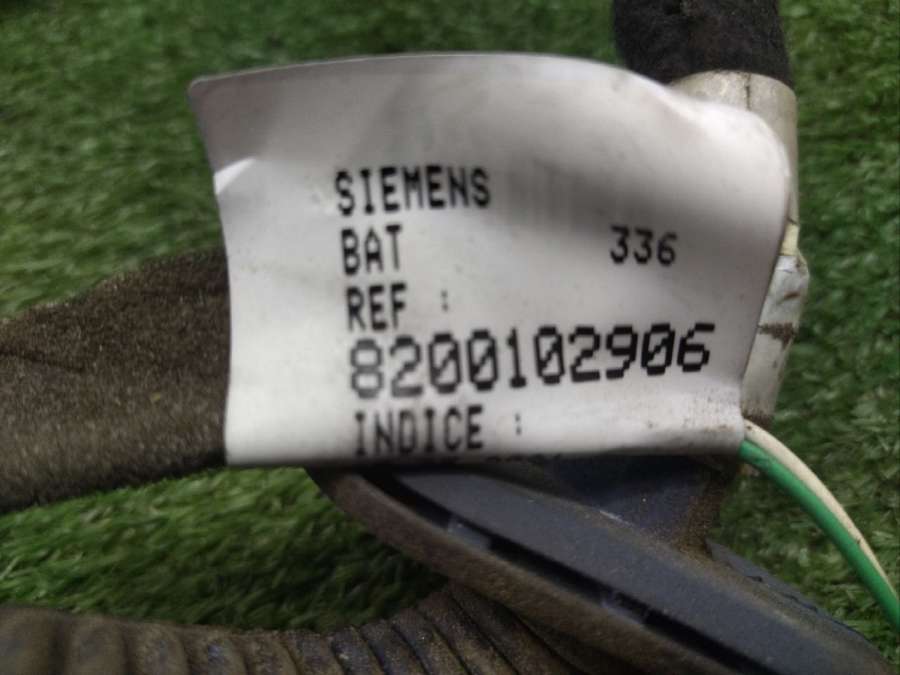 SIEMENS
BAT 336
REF :
8200102906
INDICE :